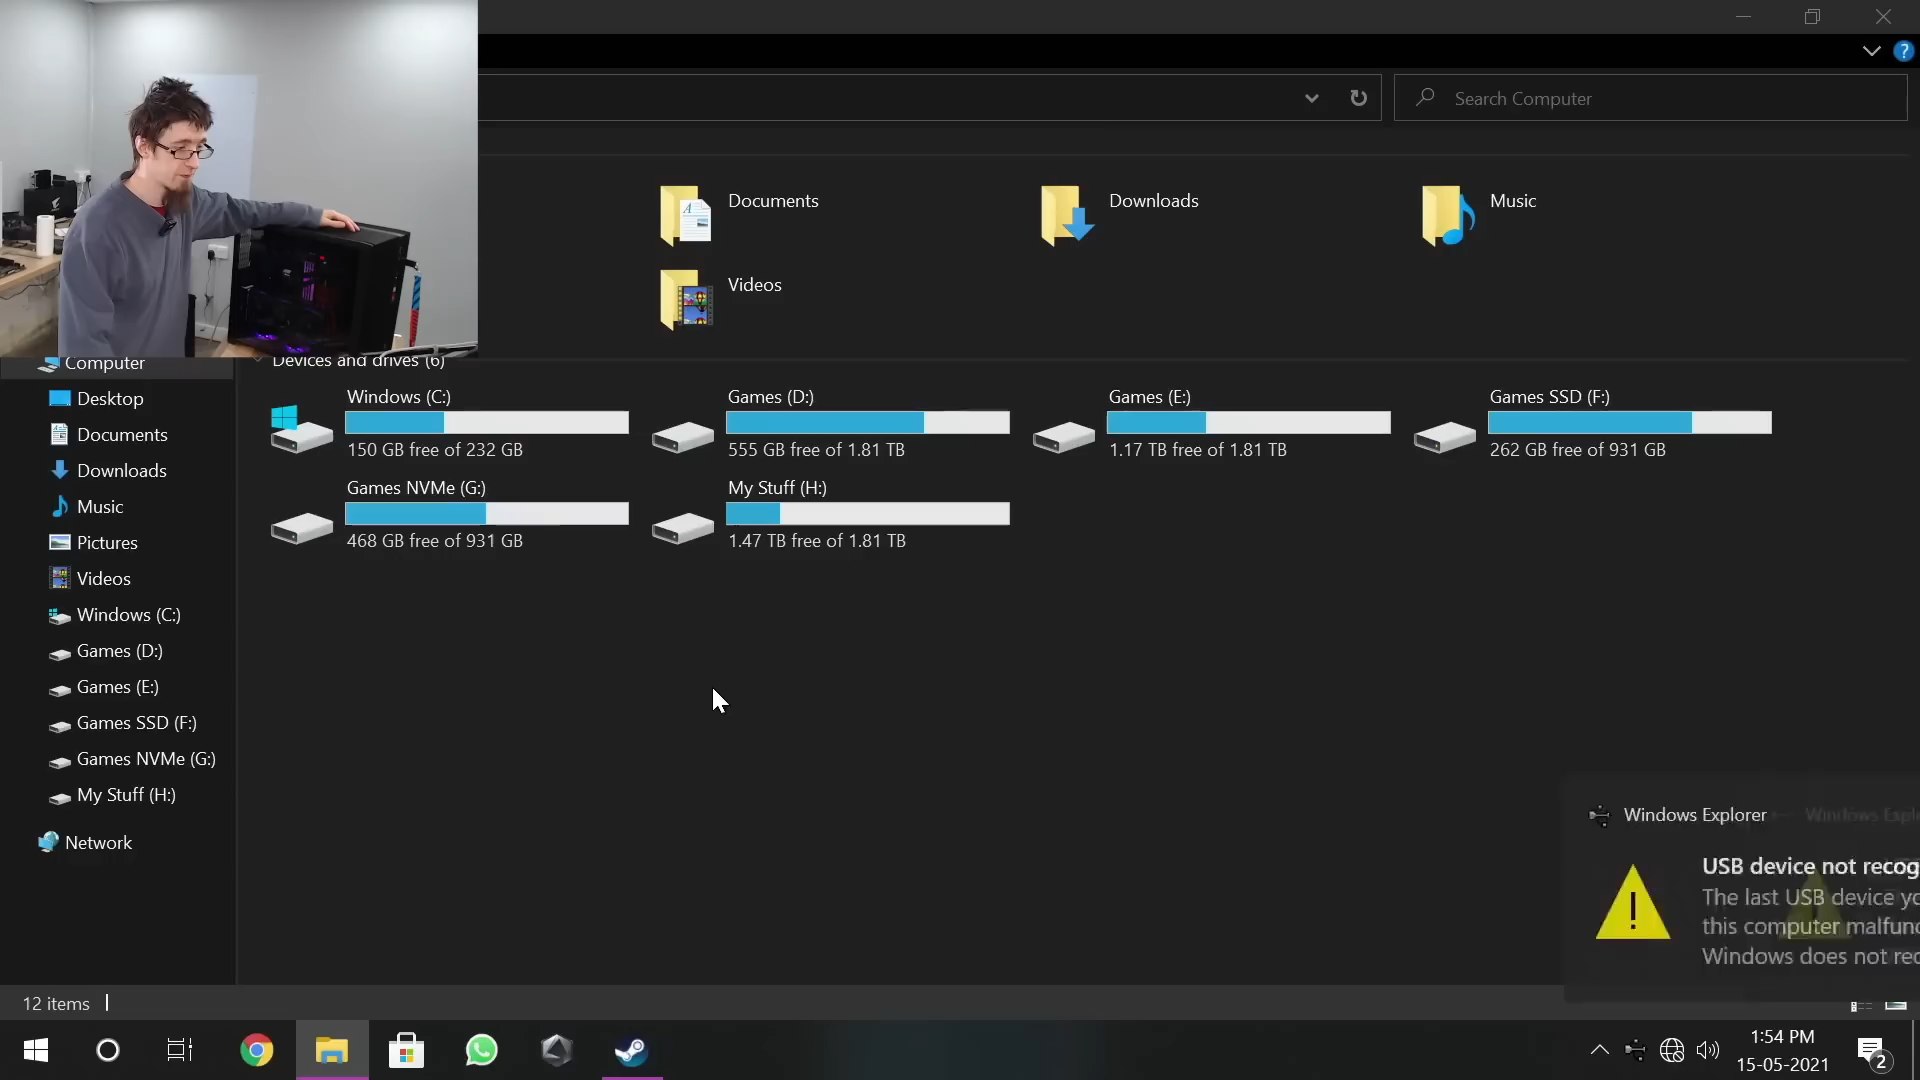 Search Computer
Documents
Downloads
Music
Videos
Devices and drives (6)
Windows (C:)
150 GB free of 232 GB
Games (D:)
555 GB free of 1.81 TB
Games (E:)
1.17 TB free of 1.81 TB
Games SSD (F:)
262 GB free of 931 GB
Games NVMe (G:)
468 GB free of 931 GB
My Stuff (H:)
1.47 TB free of 1.81 TB
Computer
Desktop
Documents
Downloads
Music
Pictures
Videos
Windows (C:)
Games (D:)
Games (E:)
Games SSD (F:)
Games NVMe (G:)
My Stuff (H:)
Network
Windows Explorer
USB device not recog
The last USB device yo
this computer malfunc
Windows does not rec
12 items
1:54 PM
15-05-2021
2